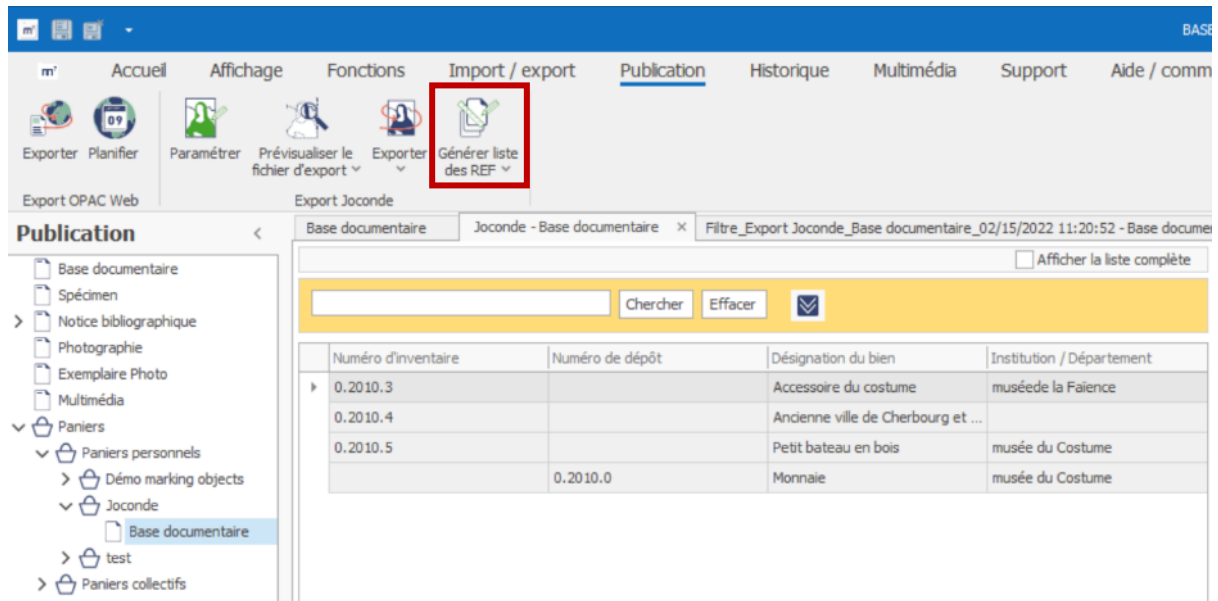 m'
BASE
m'
Accueil Affichage Fonctions Import / export Publication Historique Multimédia Support Aide / comm
09
Exporter Planifier Paramétrer Prévisualiser le Exporter Générer liste
fichier d'export des REF
Export OPAC Web Export Joconde
Publication
Base documentaire
Spécimen
Notice bibliographique
Photographie
Exemplaire Photo
Multimédia
Paniers
Paniers personnels
Démo marking objects
Joconde
Base documentaire
test
Paniers collectifs
Base documentaire Joconde - Base documentaire × Filtre_Export Joconde_Base documentaire_02/15/2022 11:20:52 - Base docume
Afficher la liste complète
Chercher Effacer
Numéro d'inventaire Numéro de dépôt Désignation du bien Institution / Département
0.2010.3 Accessoire du costume muséede la Faïence
0.2010.4 Ancienne ville de Cherbourg et ...
0.2010.5 Petit bateau en bois musée du Costume
0.2010.0 Monnaie musée du Costume